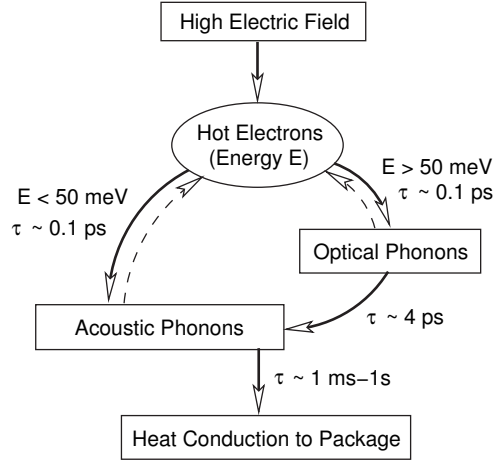 High Electric Field
Hot Electrons
(Energy E)
E > 50 meV
τ ~ 0.1 ps
E < 50 meV
τ ~ 0.1 ps
Optical Phonons
Acoustic Phonons
τ ~ 4 ps
τ ~ 1 ms−1s
Heat Conduction to Package